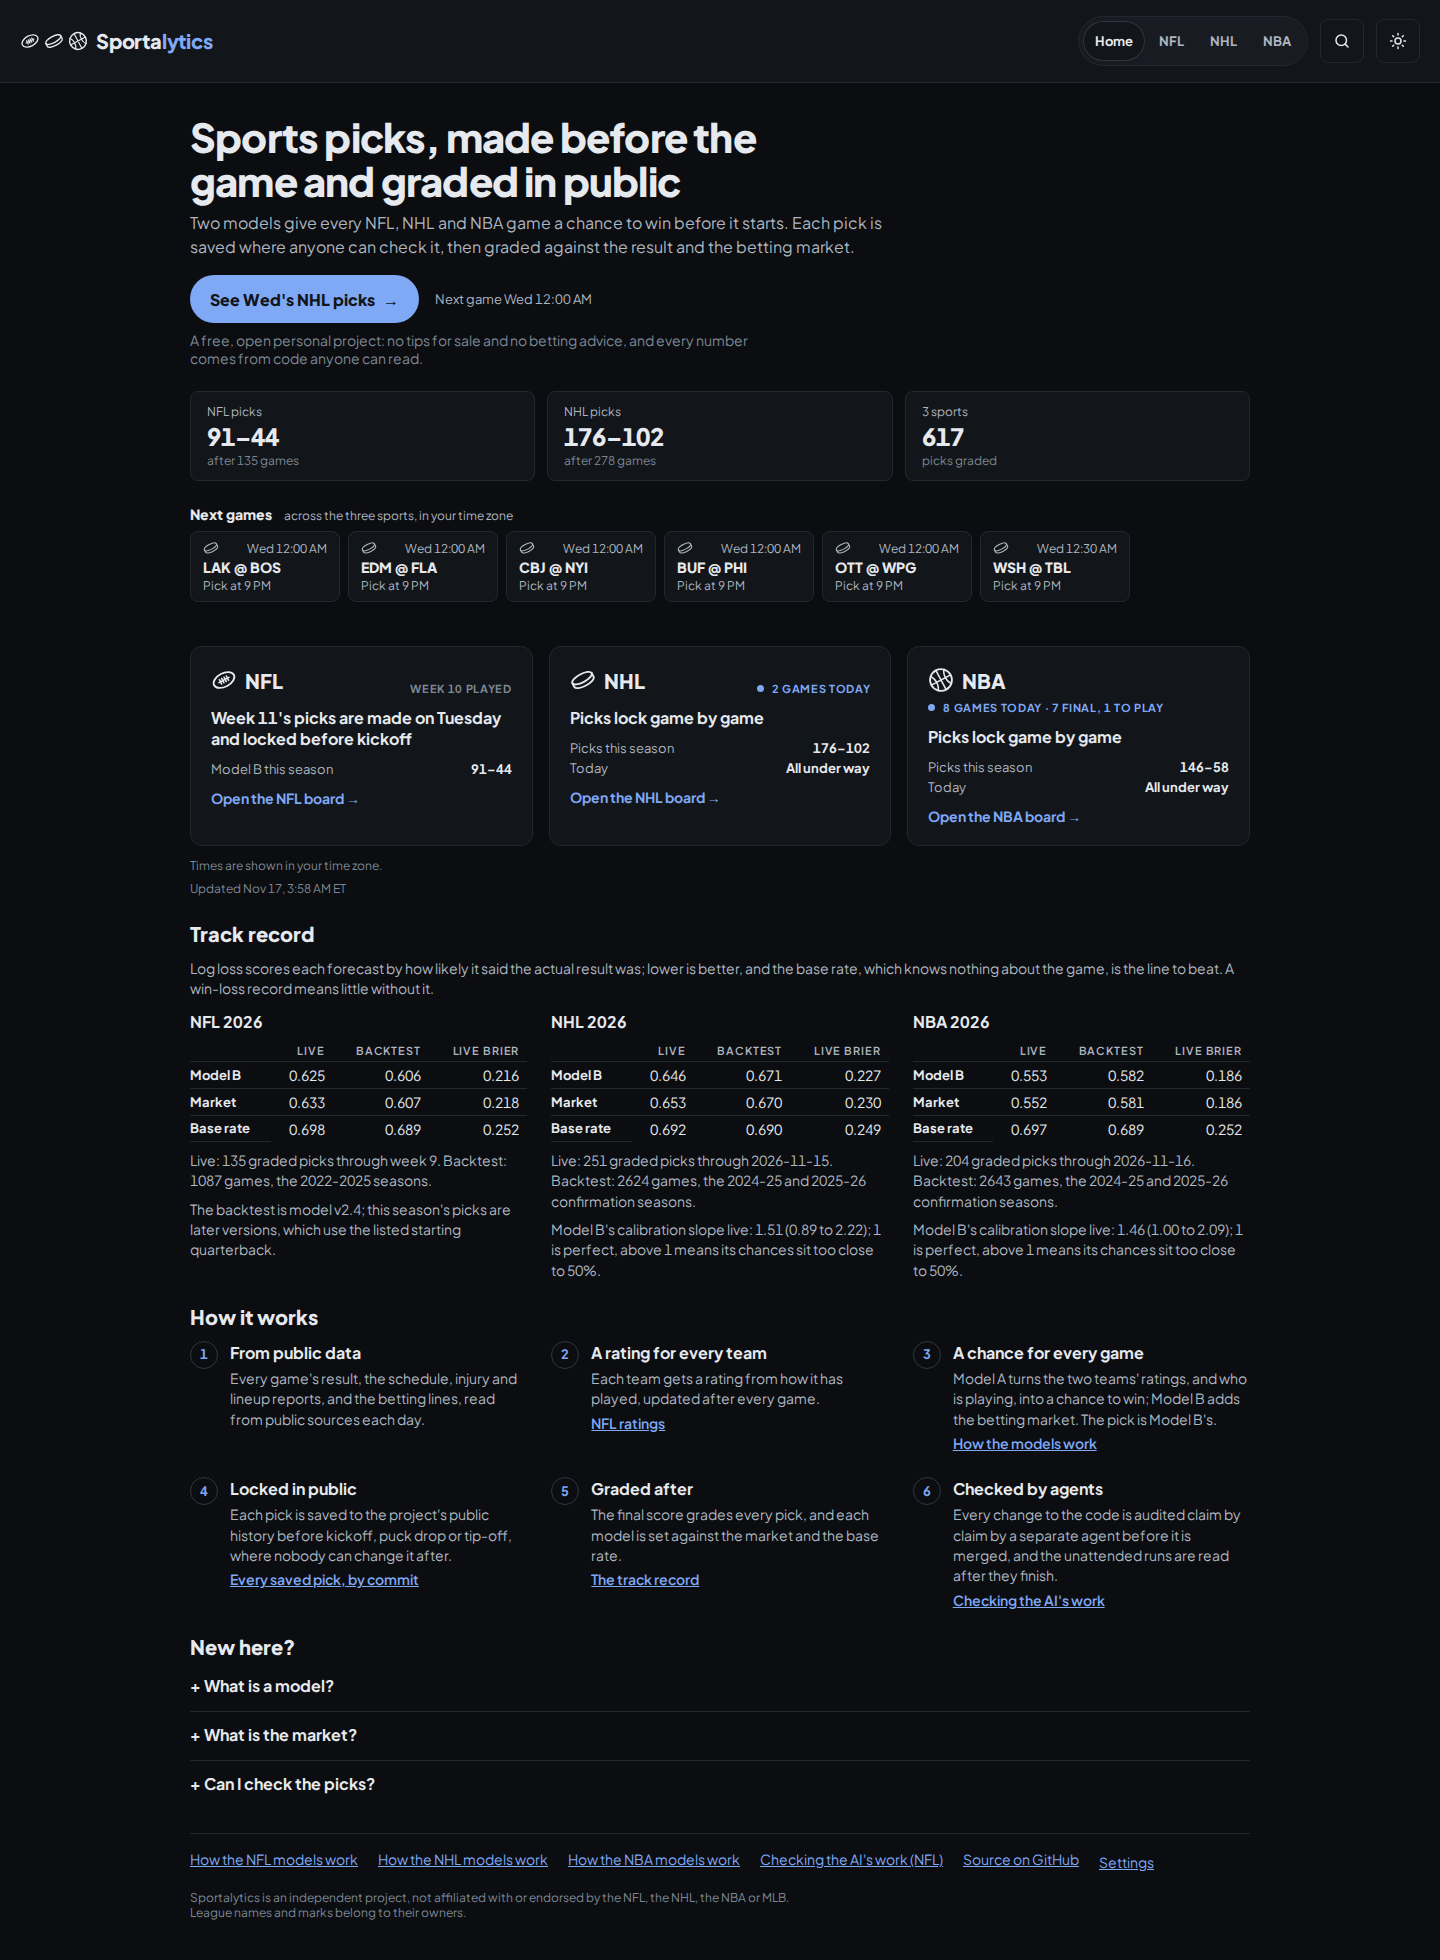 Sportalytics
Home NFL NHL NBA
Sports picks, made before the
game and graded in public
Two models give every NFL, NHL and NBA game a chance to win before it starts. Each pick is
saved where anyone can check it, then graded against the result and the betting market.
See Wed's NHL picks → Next game Wed 12:00 AM
A free, open personal project: no tips for sale and no betting advice, and every number
comes from code anyone can read.
NFL picks
91–44
after 135 games
NHL picks
176–102
after 278 games
3 sports
617
picks graded
Next games across the three sports, in your time zone
Wed 12:00 AM
LAK @ BOS
Pick at 9 PM
Wed 12:00 AM
EDM @ FLA
Pick at 9 PM
Wed 12:00 AM
CBJ @ NYI
Pick at 9 PM
Wed 12:00 AM
BUF @ PHI
Pick at 9 PM
Wed 12:00 AM
OTT @ WPG
Pick at 9 PM
Wed 12:30 AM
WSH @ TBL
Pick at 9 PM
NFL WEEK 10 PLAYED
Week 11's picks are made on Tuesday
and locked before kickoff
Model B this season 91–44
Open the NFL board →
NHL 2 GAMES TODAY
Picks lock game by game
Picks this season 176–102
Today All under way
Open the NHL board →
NBA
8 GAMES TODAY · 7 FINAL, 1 TO PLAY
Picks lock game by game
Picks this season 146–58
Today All under way
Open the NBA board →
Times are shown in your time zone.
Updated Nov 17, 3:58 AM ET
Track record
Log loss scores each forecast by how likely it said the actual result was; lower is better, and the base rate, which knows nothing about the game, is the line to beat. A
win-loss record means little without it.
NFL 2026
LIVE BACKTEST LIVE BRIER
Model B 0.625 0.606 0.216
Market 0.633 0.607 0.218
Base rate 0.698 0.689 0.252
Live: 135 graded picks through week 9. Backtest:
1087 games, the 2022-2025 seasons.
The backtest is model v2.4; this season's picks are
later versions, which use the listed starting
quarterback.
NHL 2026
LIVE BACKTEST LIVE BRIER
Model B 0.646 0.671 0.227
Market 0.653 0.670 0.230
Base rate 0.692 0.690 0.249
Live: 251 graded picks through 2026-11-15.
Backtest: 2624 games, the 2024-25 and 2025-26
confirmation seasons.
Model B's calibration slope live: 1.51 (0.89 to 2.22); 1
is perfect, above 1 means its chances sit too close
to 50%.
NBA 2026
LIVE BACKTEST LIVE BRIER
Model B 0.553 0.582 0.186
Market 0.552 0.581 0.186
Base rate 0.697 0.689 0.252
Live: 204 graded picks through 2026-11-16.
Backtest: 2643 games, the 2024-25 and 2025-26
confirmation seasons.
Model B's calibration slope live: 1.46 (1.00 to 2.09); 1
is perfect, above 1 means its chances sit too close
to 50%.
How it works
1 From public data
Every game's result, the schedule, injury and
lineup reports, and the betting lines, read
from public sources each day.
2 A rating for every team
Each team gets a rating from how it has
played, updated after every game.
NFL ratings
3 A chance for every game
Model A turns the two teams' ratings, and who
is playing, into a chance to win; Model B adds
the betting market. The pick is Model B's.
How the models work
4 Locked in public
Each pick is saved to the project's public
history before kickoff, puck drop or tip-off,
where nobody can change it after.
Every saved pick, by commit
5 Graded after
The final score grades every pick, and each
model is set against the market and the base
rate.
The track record
6 Checked by agents
Every change to the code is audited claim by
claim by a separate agent before it is
merged, and the unattended runs are read
after they finish.
Checking the AI's work
New here?
+ What is a model?
+ What is the market?
+ Can I check the picks?
How the NFL models work How the NHL models work How the NBA models work Checking the AI's work (NFL) Source on GitHub Settings
Sportalytics is an independent project, not affiliated with or endorsed by the NFL, the NHL, the NBA or MLB.
League names and marks belong to their owners.